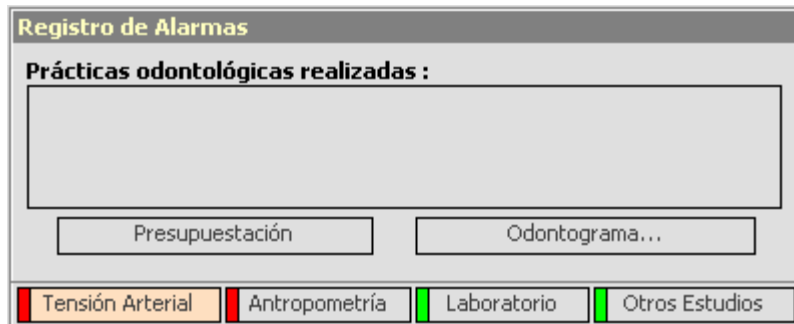 Registro de Alarmas
Prácticas odontológicas realizadas :
Presupuestación Odontograma...
Tensión Arterial Antropometría Laboratorio Otros Estudios